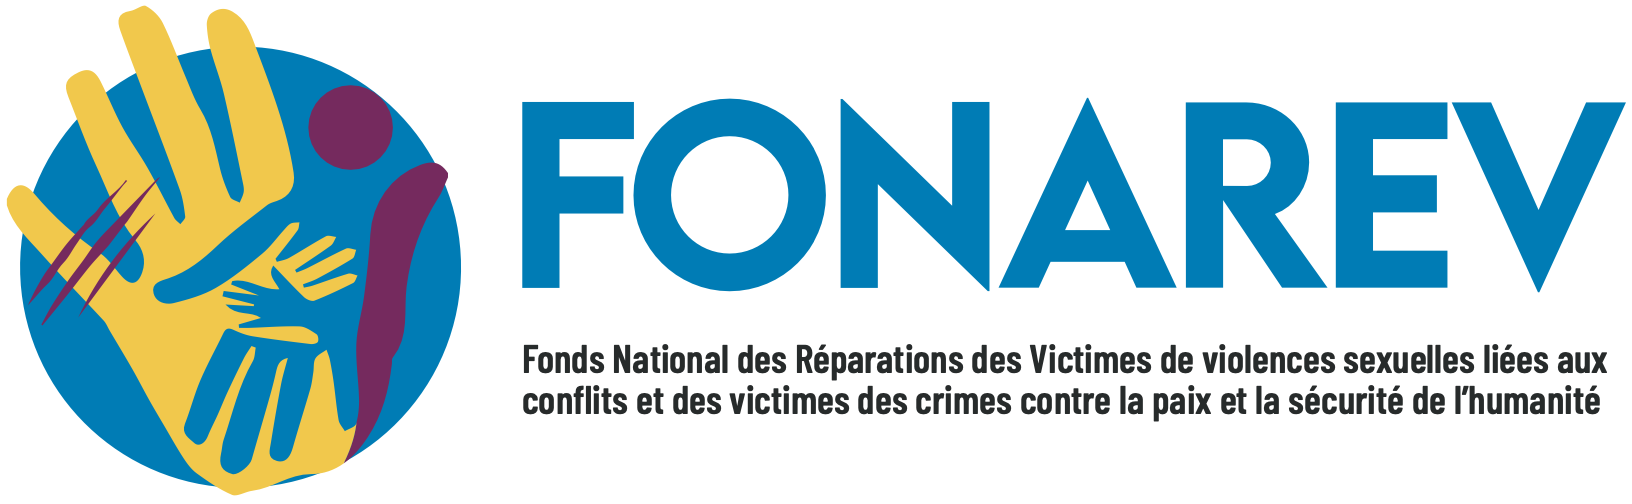 FONAREV
Fonds National des Réparations des Victimes de violences sexuelles liées aux
conflits et des victimes des crimes contre la paix et la sécurité de l’humanité